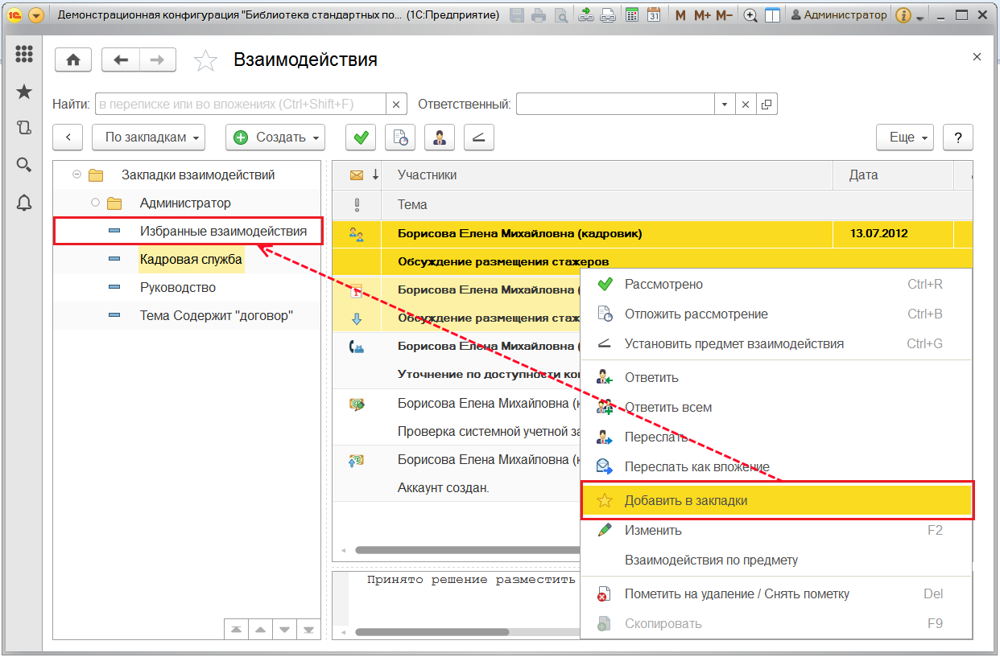 Демонстрационная конфигурация "Библиотека стандартных по... (1С:Предприятие)
31
M M+ M−
Администратор
Взаимодействия
Найти: в переписке или во вложениях (Ctrl+Shift+F) Ответственный:
По закладкам Создать Еще ?
Закладки взаимодействий
Администратор
Избранные взаимодействия
Кадровая служба
Руководство
Тема Содержит "договор"
Участники Дата
Тема
Борисова Елена Михайловна (кадровик) 13.07.2012
Обсуждение размещения стажеров
Борисова Елена Михайловна (
Обсуждение размещения стаж
Борисова Елена Михайловна (
Уточнение по доступности ко
Борисова Елена Михайловна (к
Проверка системной учетной за
Борисова Елена Михайловна (к
Аккаунт создан.
Принято решение разместить
Рассмотрено Ctrl+R
Отложить рассмотрение Ctrl+B
Установить предмет взаимодействия Ctrl+G
Ответить
Ответить всем
Переслать
Переслать как вложение
Добавить в закладки
Изменить F2
Взаимодействия по предмету
Пометить на удаление / Снять пометку Del
Скопировать F9